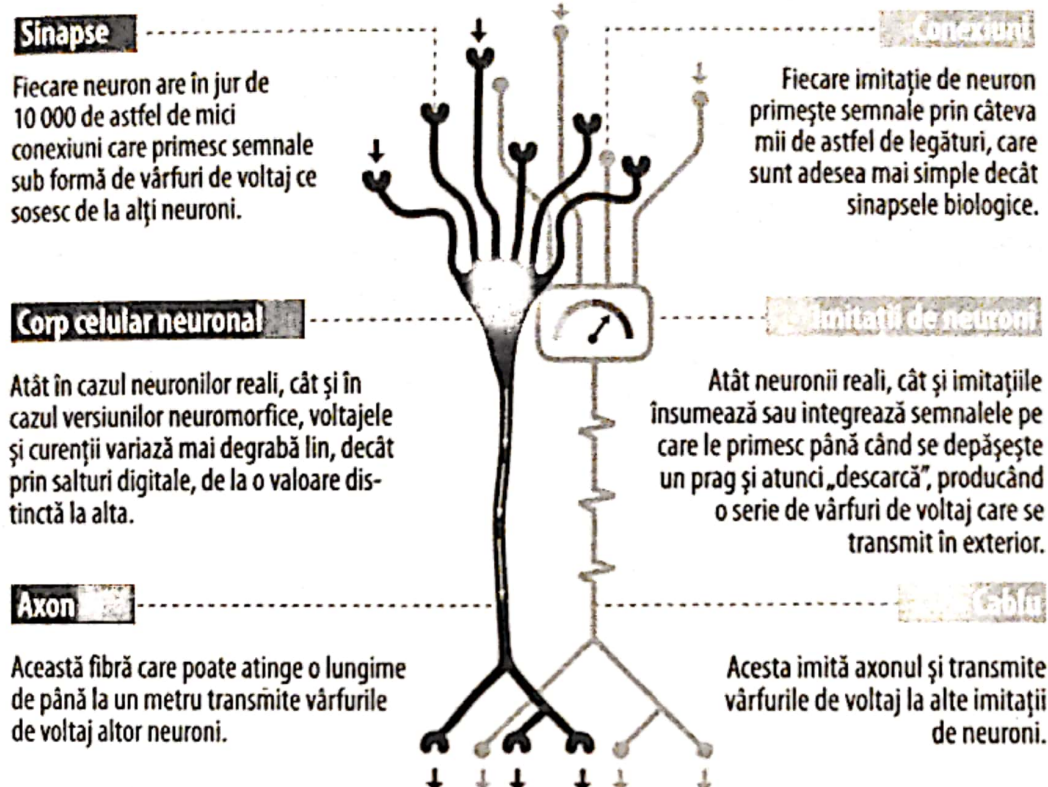 Sinapse
Fiecare neuron are în jur de
10 000 de astfel de mici
conexiuni care primesc semnale
sub formă de vârfuri de voltaj ce
sosesc de la alți neuroni.
Conexiuni
Fiecare imitație de neuron
primește semnale prin câteva
mii de astfel de legături, care
sunt adesea mai simple decât
sinapsele biologice.
Corp celular neuronal
Atât în cazul neuronilor reali, cât și în
cazul versiunilor neuromorfice, voltajele
și curenții variază mai degrabă lin, decât
prin salturi digitale, de la o valoare dis-
tinctă la alta.
Imitații de neuroni
Atât neuronii reali, cât și imitațiile
însumează sau integrează semnalele pe
care le primesc până când se depășește
un prag și atunci „descarcă”, producând
o serie de vârfuri de voltaj care se
transmit în exterior.
Axon
Această fibră care poate atinge o lungime
de până la un metru transmite vârfurile
de voltaj altor neuroni.
Cablu
Acesta imită axonul și transmite
vârfurile de voltaj la alte imitații
de neuroni.